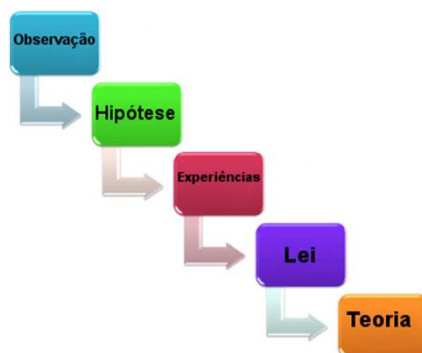 Observação
Hipótese
Experiências
Lei
Teoria